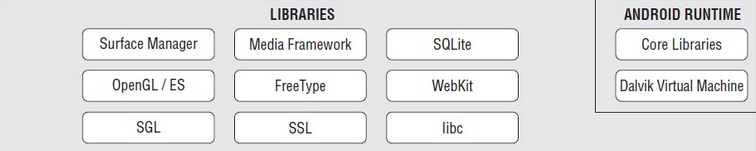 LIBRARIES
ANDROID RUNTIME
Surface Manager
Media Framework
SQLite
Core Libraries
OpenGL / ES
FreeType
WebKit
Dalvik Virtual Machine
SGL
SSL
libc